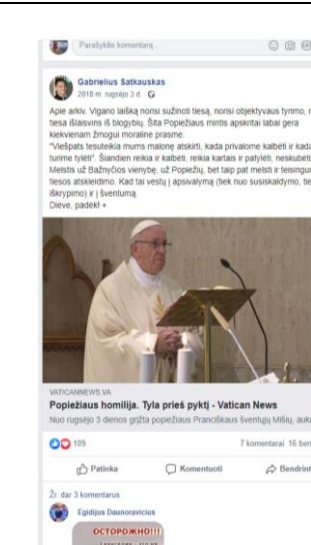 Parašykite komentarą...
Gabrielius Satkauskas
2018 m. rugsėjo 3 d.
Apie arkiv. Vigano laišką norisi sužinoti tiesą, norisi objektyvaus tyrimo,
tiesa išlaisvins iš blogybių. Šita Popiežiaus mintis apskritai labai gera
kiekvienam žmogui moraline prasme:
"Viešpats tesuteikia mums malonę atskirti, kada privalome kalbėti ir kada
turime tylėti". Šiandien reikia ir kalbėti, reikia kartais ir patylėti, neskubėti
Melstis už Bažnyčios vienybę, už Popiežių, bet taip pat melsti ir teisingumo
tiesos atskleidimo. Kad tai vestų į apsivalymą (tiek nuo susiskaldymo,
iškrypimo) ir į šventumą.
Dieve, padėk! +
VATICANNEWS.VA
Popiežiaus homilija. Tyla prieš pyktį - Vatican News
Nuo rugsėjo 3 dienos grįžta popiežiaus Pranciškaus šventųjų Mišių,
109
7 komentarai 16
Patinka
Komentuoti
Bendrint
Žr. dar 3 komentarus
Egidijus Daunoravicius
ОСТОРОЖНО!!!